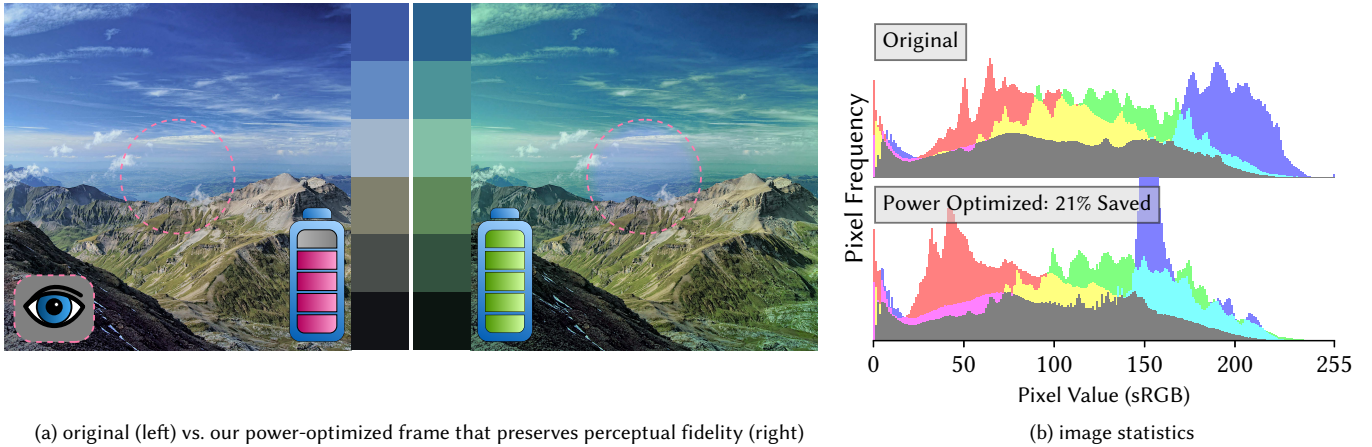 Original
Power Optimized: 21% Saved
Pixel Frequency
0
50
100
150
200
255
Pixel Value (sRGB)
(a) original (left) vs. our power-optimized frame that preserves perceptual fidelity (right)
(b) image statistics